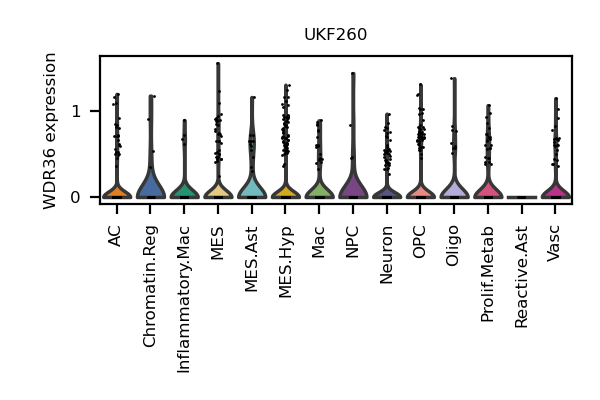 UKF260
WDR36 expression
1
0
AC
Chromatin.Reg
Inflammatory.Mac
MES
MES.Ast
MES.Hyp
Mac
NPC
Neuron
OPC
Oligo
Prolif.Metab
Reactive.Ast
Vasc